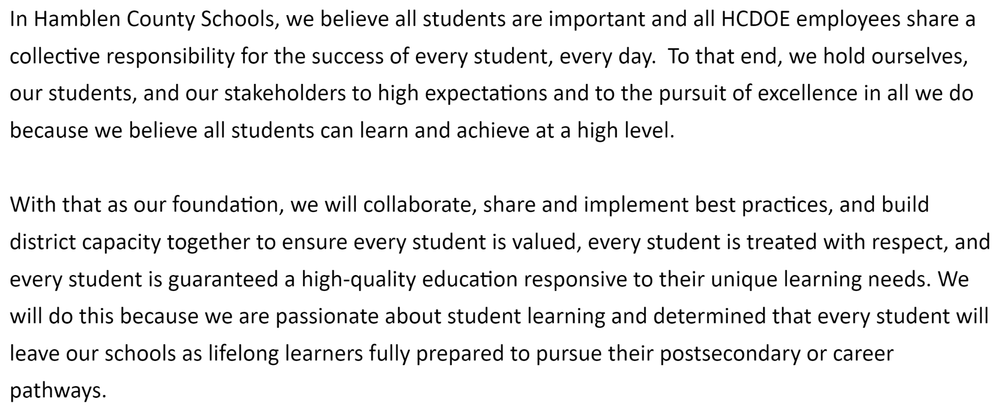 In Hamblen County Schools, we believe all students are important and all HCDOE employees share a
collective responsibility for the success of every student, every day.  To that end, we hold ourselves,
our students, and our stakeholders to high expectations and to the pursuit of excellence in all we do
because we believe all students can learn and achieve at a high level.
With that as our foundation, we will collaborate, share and implement best practices, and build
district capacity together to ensure every student is valued, every student is treated with respect, and
every student is guaranteed a high-quality education responsive to their unique learning needs. We
will do this because we are passionate about student learning and determined that every student will
leave our schools as lifelong learners fully prepared to pursue their postsecondary or career
pathways.